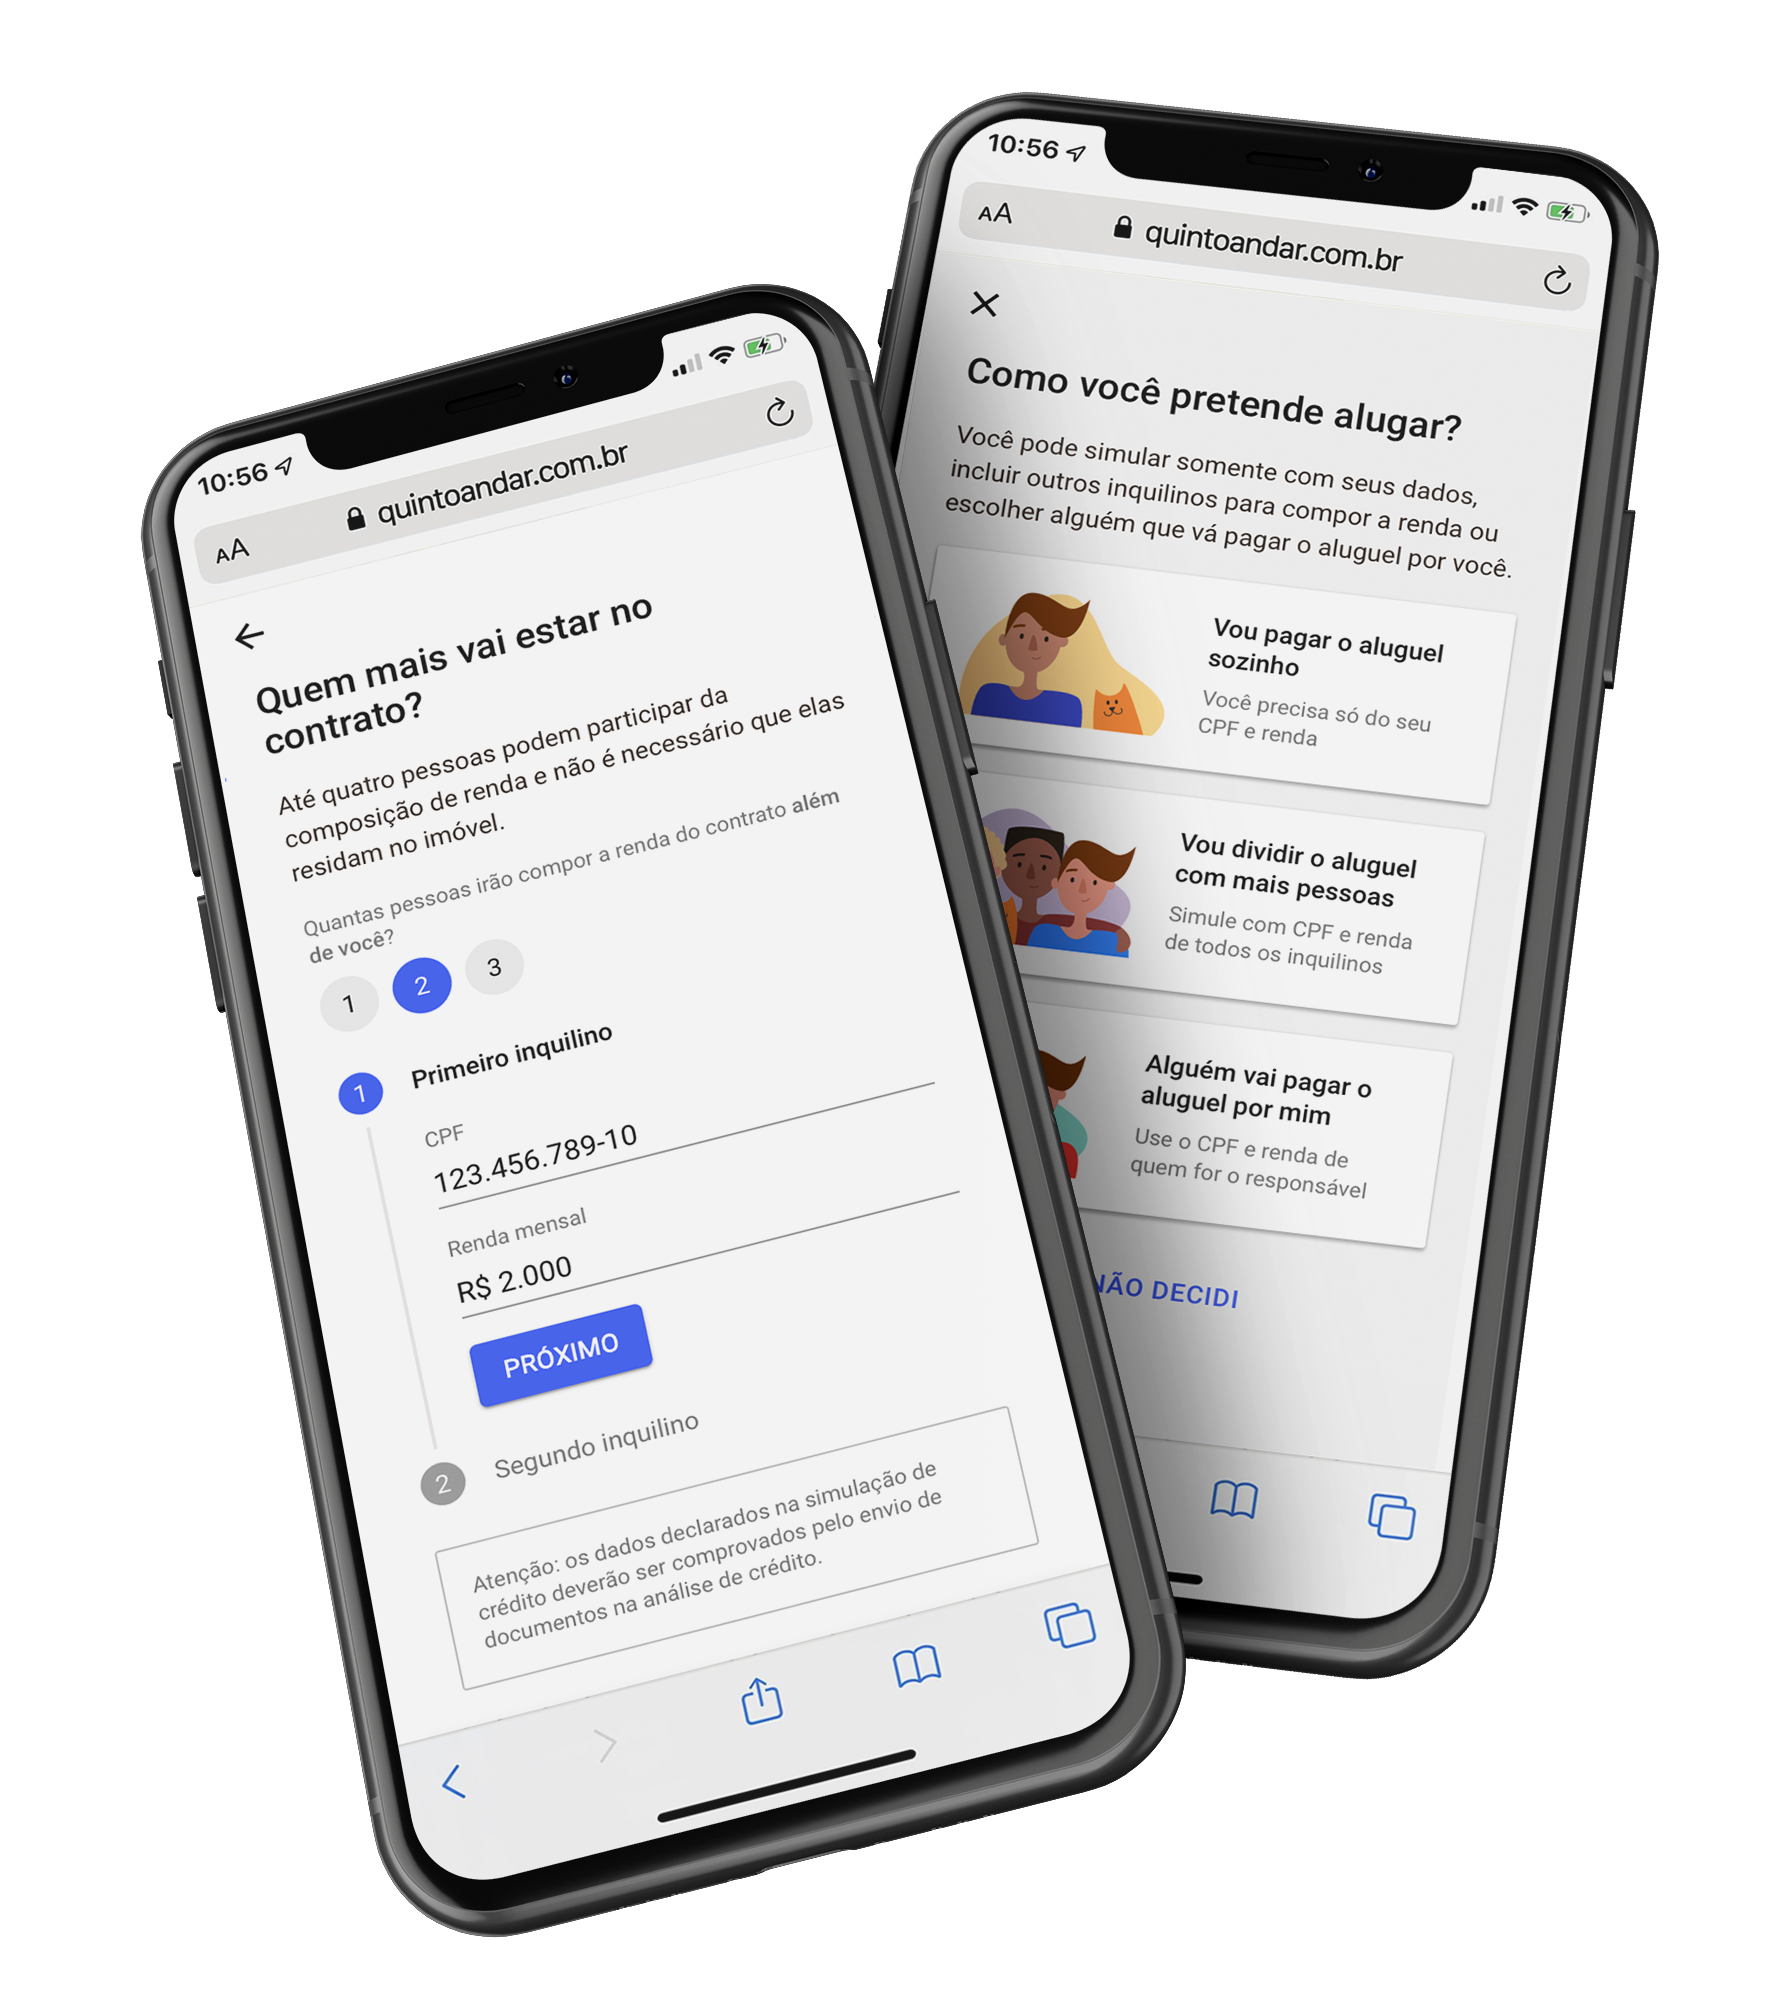 10:56
AA
quintoandar.com.br
Quem mais vai estar no
contrato?
Até quatro pessoas podem participar da
composição de renda e não é necessário que elas
residam no imóvel.
Quantas pessoas irão compor a renda do contrato além
de você?
1 2 3
1 Primeiro inquilino
CPF
123.456.789-10
Renda mensal
R$ 2.000
PRÓXIMO
2 Segundo inquilino
Atenção: os dados declarados na simulação de
crédito deverão ser comprovados pelo envio de
documentos na análise de crédito.
10:56
AA
quintoandar.com.br
Como você pretende alugar?
Você pode simular somente com seus dados,
incluir outros inquilinos para compor a renda ou
escolher alguém que vá pagar o aluguel por você.
Vou pagar o aluguel
sozinho
Você precisa só do seu
CPF e renda
Vou dividir o aluguel
com mais pessoas
Simule com CPF e renda
de todos os inquilinos
Alguém vai pagar o
aluguel por mim
Use o CPF e renda de
quem for o responsável
NÃO DECIDI